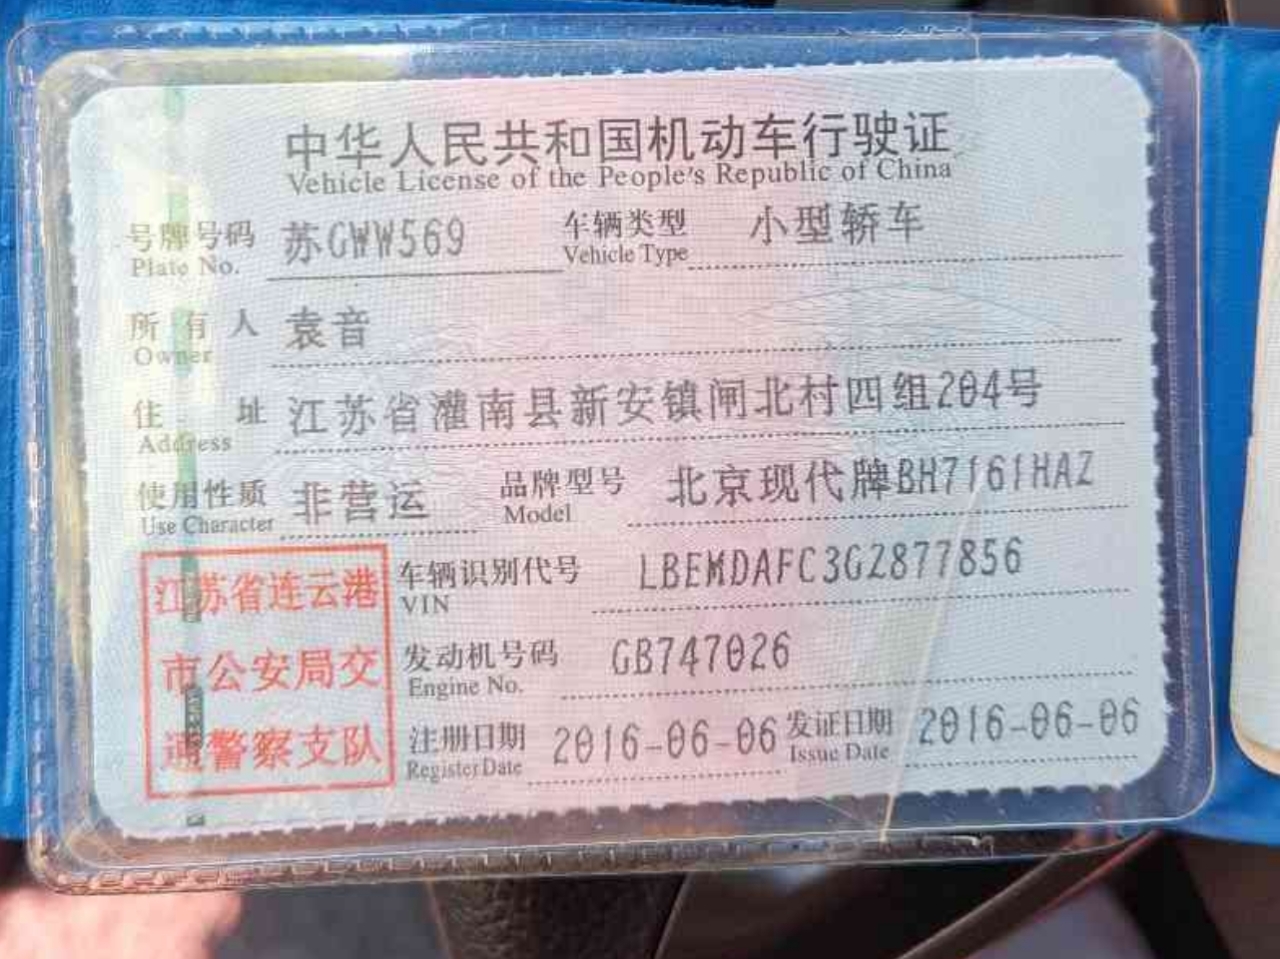 中华人民共和国机动车行驶证
Vehicle License of the People's Republic of China
号牌号码 苏GWW569 车辆类型 小型轿车
Plate No. Vehicle Type
所有人 袁音
Owner
住址 江苏省灌南县新安镇闸北村四组204号
Address
使用性质 非营运 品牌型号 北京现代牌BH7161HAZ
Use Character Model
江苏省连云港
市公安局交
通警察支队
车辆识别代号 LBEMDAFC3GZ877856
VIN
发动机号码 GB747026
Engine No.
注册日期 2016-06-06 发证日期 2016-06-06
Register Date Issue Date